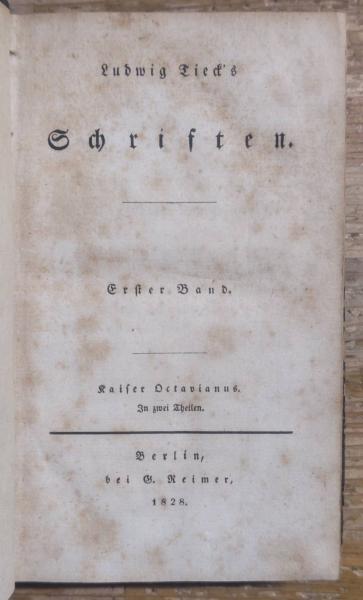 Ludwig Tieck's
Schriften.
Erster Band.
Kaiser Octavianus.
In zwei Theilen.
Berlin,
bei G. Reimer,
1828.